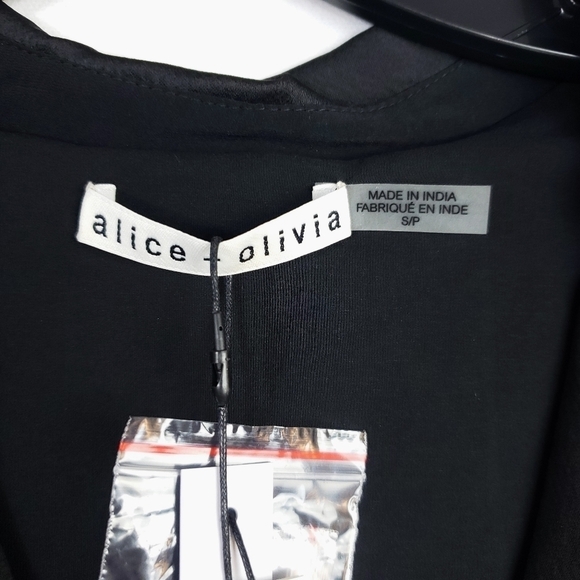 alice + olivia
MADE IN INDIA
FABRIQUÉ EN INDE
S/P